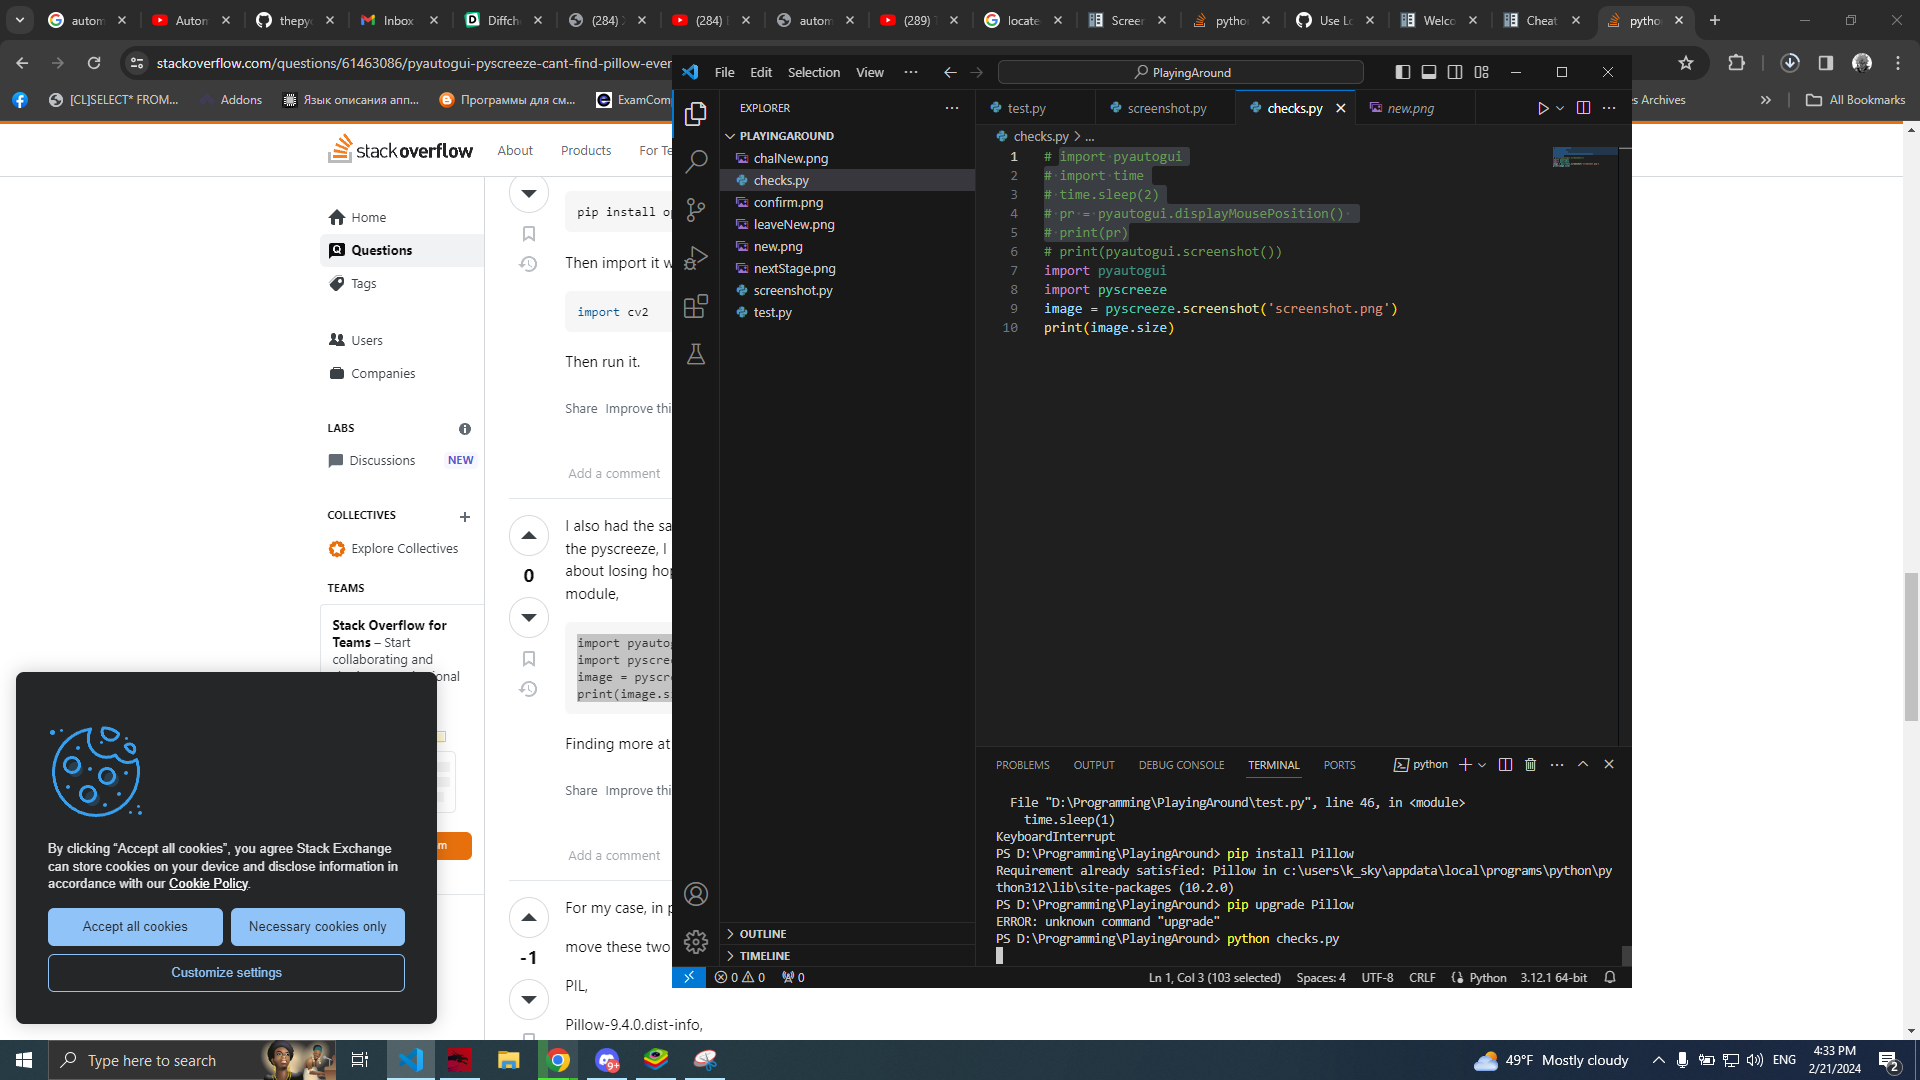 autom
Autom
thepy
Inbox
Diffch
(284)
(284)
autom
(289)
locate
Screen
pytho
Use Lo
Welco
Cheat
pytho
stackoverflow.com/questions/61463086/pyautogui-pyscreeze-cant-find-pillow-ever
[CL]SELECT* FROM...
Addons
Язык описания апп...
Программы для см...
ExamCom
es Archives
All Bookmarks
stackoverflow
About
Products
For Te
Home
Questions
Tags
Users
Companies
LABS
Discussions
NEW
COLLECTIVES
Explore Collectives
TEAMS
Stack Overflow for
Teams – Start
collaborating and
onal
m
pip install op
Then import it w
import cv2
Then run it.
Share Improve thi
Add a comment
0
I also had the sa
the pyscreeze, I
about losing hop
module,
import pyautog
import pyscree
image = pyscre
print(image.si
Finding more at
Share Improve thi
Add a comment
-1
For my case, in p
move these two
PIL,
Pillow-9.4.0.dist-info,
By clicking “Accept all cookies”, you agree Stack Exchange
can store cookies on your device and disclose information in
accordance with our Cookie Policy.
Accept all cookies
Necessary cookies only
Customize settings
File Edit Selection View
PlayingAround
EXPLORER
PLAYINGAROUND
chalNew.png
checks.py
confirm.png
leaveNew.png
new.png
nextStage.png
screenshot.py
test.py
OUTLINE
TIMELINE
test.py
screenshot.py
checks.py
new.png
checks.py > ...
1 # import pyautogui
2 # import time
3 # time.sleep(2)
4 # pr = pyautogui.displayMousePosition()
5 # print(pr)
6 # print(pyautogui.screenshot())
7 import pyautogui
8 import pyscreeze
9 image = pyscreeze.screenshot('screenshot.png')
10 print(image.size)
PROBLEMS OUTPUT DEBUG CONSOLE TERMINAL PORTS
python
File "D:\Programming\PlayingAround\test.py", line 46, in <module>
time.sleep(1)
KeyboardInterrupt
PS D:\Programming\PlayingAround> pip install Pillow
Requirement already satisfied: Pillow in c:\users\k_sky\appdata\local\programs\python\py
thon312\lib\site-packages (10.2.0)
PS D:\Programming\PlayingAround> pip upgrade Pillow
ERROR: unknown command "upgrade"
PS D:\Programming\PlayingAround> python checks.py
0 0
0
Ln 1, Col 3 (103 selected)
Spaces: 4
UTF-8
CRLF
Python
3.12.1 64-bit
Type here to search
9+
49°F Mostly cloudy
ENG
4:33 PM
2/21/2024
2